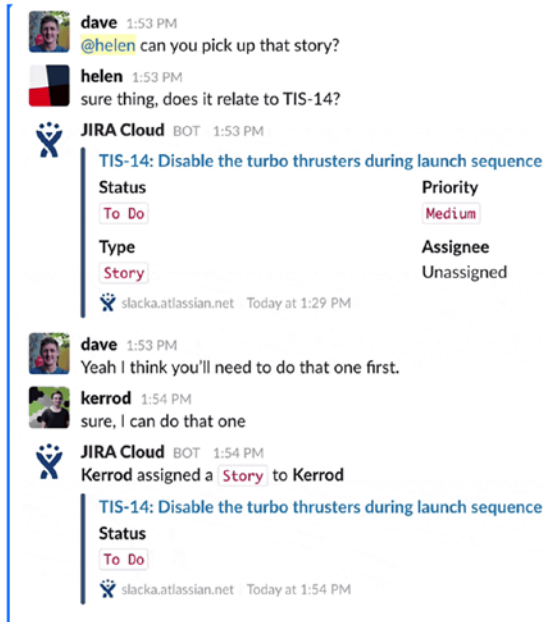 dave 1:53 PM
@helen can you pick up that story?
helen 1:53 PM
sure thing, does it relate to TIS-14?
JIRA Cloud BOT 1:53 PM
TIS-14: Disable the turbo thrusters during launch sequence
Status Priority
To Do Medium
Type Assignee
Story Unassigned
slacka.atlassian.net Today at 1:29 PM
dave 1:53 PM
Yeah I think you'll need to do that one first.
kerrod 1:54 PM
sure, I can do that one
JIRA Cloud BOT 1:54 PM
Kerrod assigned a Story to Kerrod
TIS-14: Disable the turbo thrusters during launch sequence
Status
To Do
slacka.atlassian.net Today at 1:54 PM